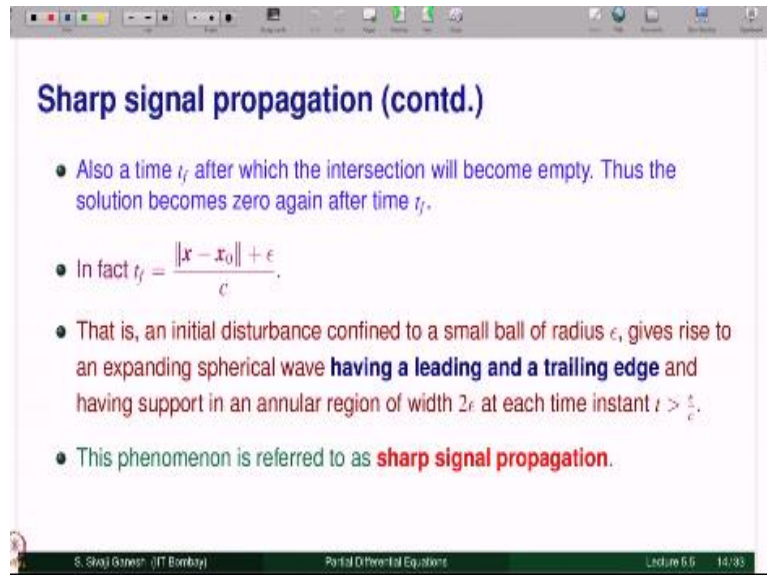 Sharp signal propagation (contd.)
• Also a time t_f after which the intersection will become empty. Thus the
solution becomes zero again after time t_f.
• In fact t_f = (‖x − x₀‖ + ϵ) / c.
• That is, an initial disturbance confined to a small ball of radius ϵ, gives rise to
an expanding spherical wave having a leading and a trailing edge and
having support in an annular region of width 2ϵ at each time instant t > ϵ/c.
• This phenomenon is referred to as sharp signal propagation.
S. Sivaji Ganesh (IIT Bombay) Partial Differential Equations Lecture 5.5 14/33